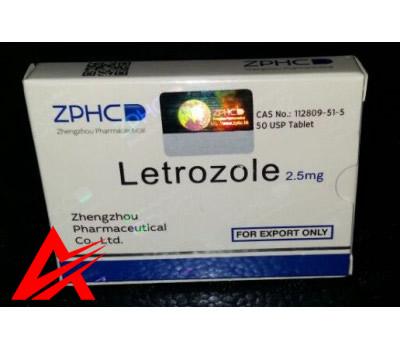 ZPHC
Zhengzhou Pharmaceutical
ZPHC
CAS No.: 112809-51-5
50 USP Tablet
Letrozole 2.5mg
Zhengzhou
Pharmaceutical
Co., Ltd.
FOR EXPORT ONLY